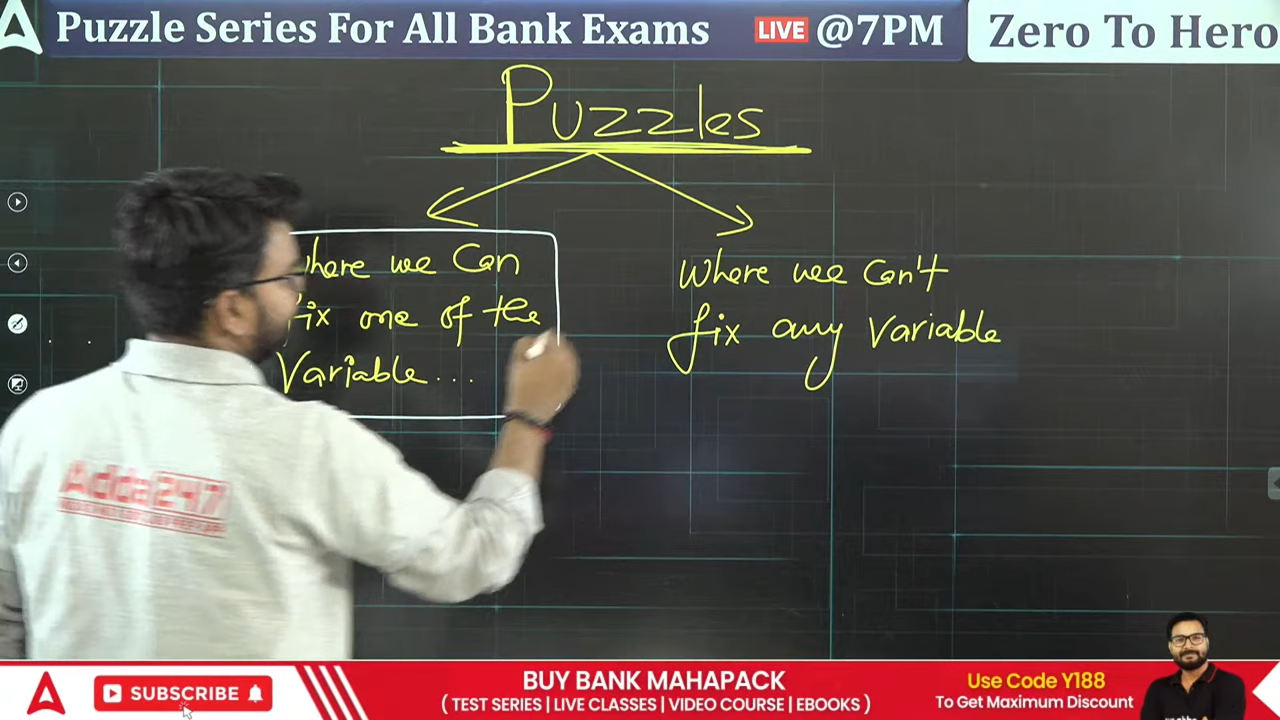 Puzzle Series For All Bank Exams LIVE @7PM Zero To Hero
Puzzles
here we Can
fix one of the
Variable...
Where we Can't
fix any Variable
Adda247
SUBSCRIBE
BUY BANK MAHAPACK
( TEST SERIES | LIVE CLASSES | VIDEO COURSE | EBOOKS )
Use Code Y188
To Get Maximum Discount